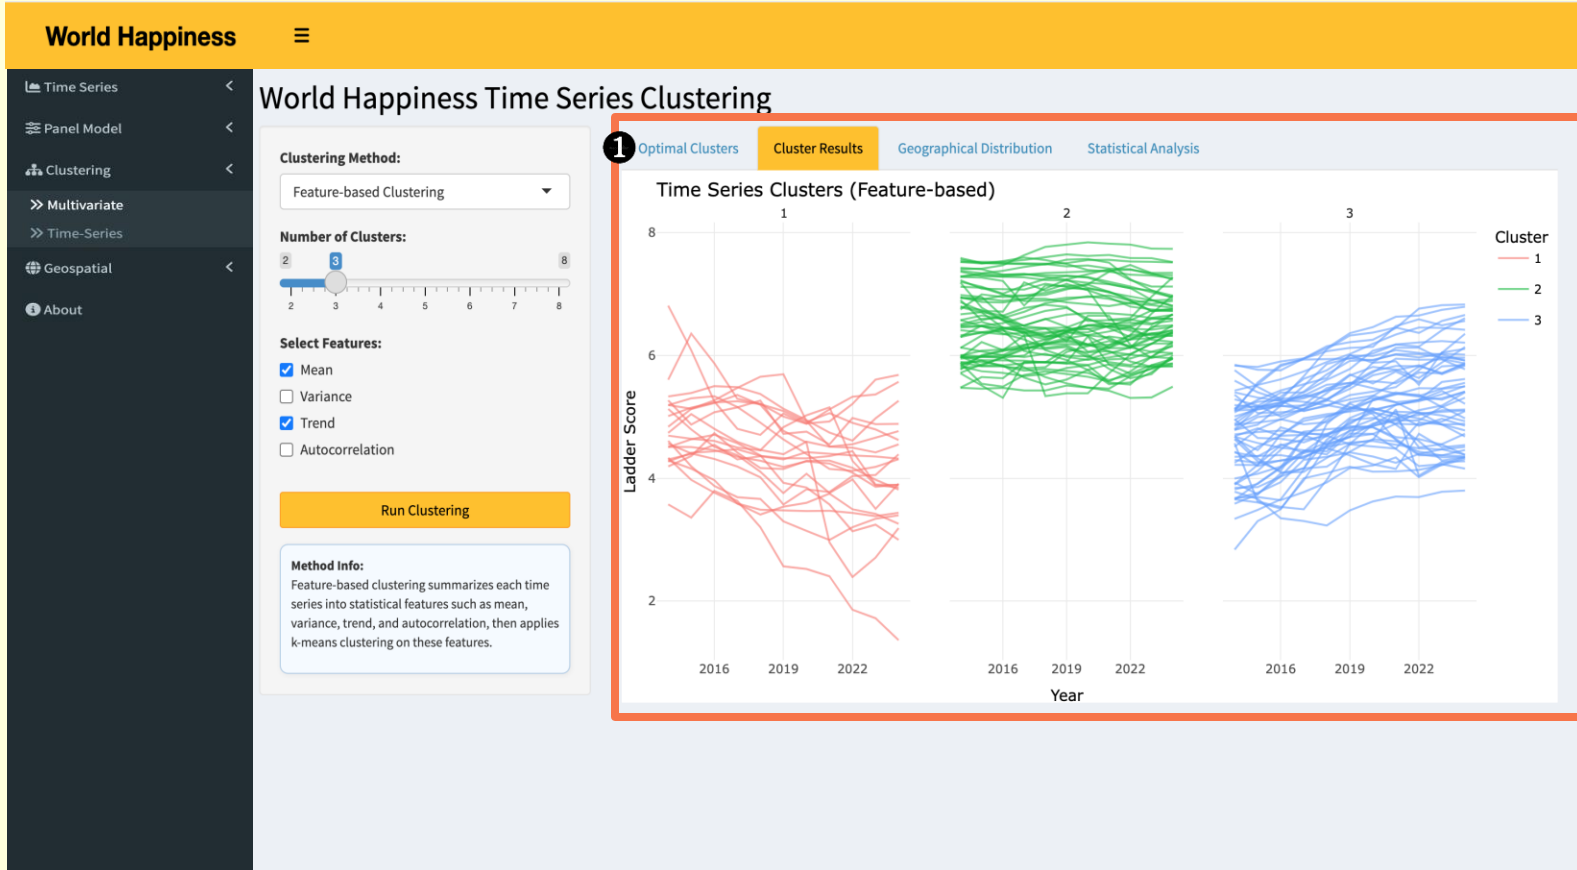 World Happiness
Time Series
Panel Model
Clustering
Multivariate
Time-Series
Geospatial
About
World Happiness Time Series Clustering
Clustering Method:
Feature-based Clustering
Number of Clusters:
2 3 8
2 3 4 5 6 7 8
Select Features:
Mean
Variance
Trend
Autocorrelation
Run Clustering
Method Info:
Feature-based clustering summarizes each time
series into statistical features such as mean,
variance, trend, and autocorrelation, then applies
k-means clustering on these features.
1
Optimal Clusters Cluster Results Geographical Distribution Statistical Analysis
Time Series Clusters (Feature-based)
1 2 3
8
6
4
2
Ladder Score
2016 2019 2022 2016 2019 2022 2016 2019 2022
Year
Cluster
1
2
3